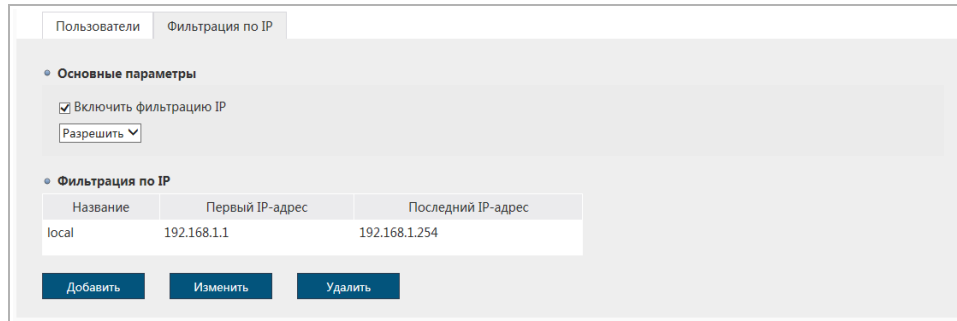 Пользователи Фильтрация по IP
Основные параметры
Включить фильтрацию IP
Разрешить
Фильтрация по IP
Название Первый IP-адрес Последний IP-адрес
local 192.168.1.1 192.168.1.254
Добавить Изменить Удалить